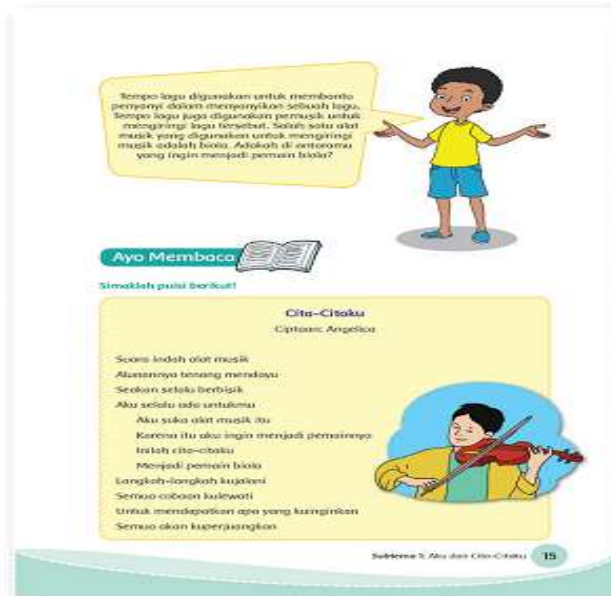 Tempo lagu digunakan untuk membantu
penyanyi dalam menyanyikan sebuah lagu.
Tempo lagu juga digunakan pemusik untuk
mengiringi lagu tersebut. Salah satu alat
musik yang digunakan untuk mengiringi
musik adalah biola. Adakah di antaramu
yang ingin menjadi pemain biola?
Ayo Membaca
Simaklah puisi berikut!
Cita-Citaku
Ciptaan: Angelica
Suara indah alat musik
Alunannya tenang mendayu
Seakan selalu berbisik
Aku selalu ada untukmu
Aku suka alat musik itu
Karena itu aku ingin menjadi pemainnya
Inilah cita-citaku
Menjadi pemain biola
Langkah-langkah kujalani
Semua cobaan kulewati
Untuk mendapatkan apa yang kuinginkan
Semua akan kuperjuangkan
Subtema 1: Aku dan Cita-Citaku 15